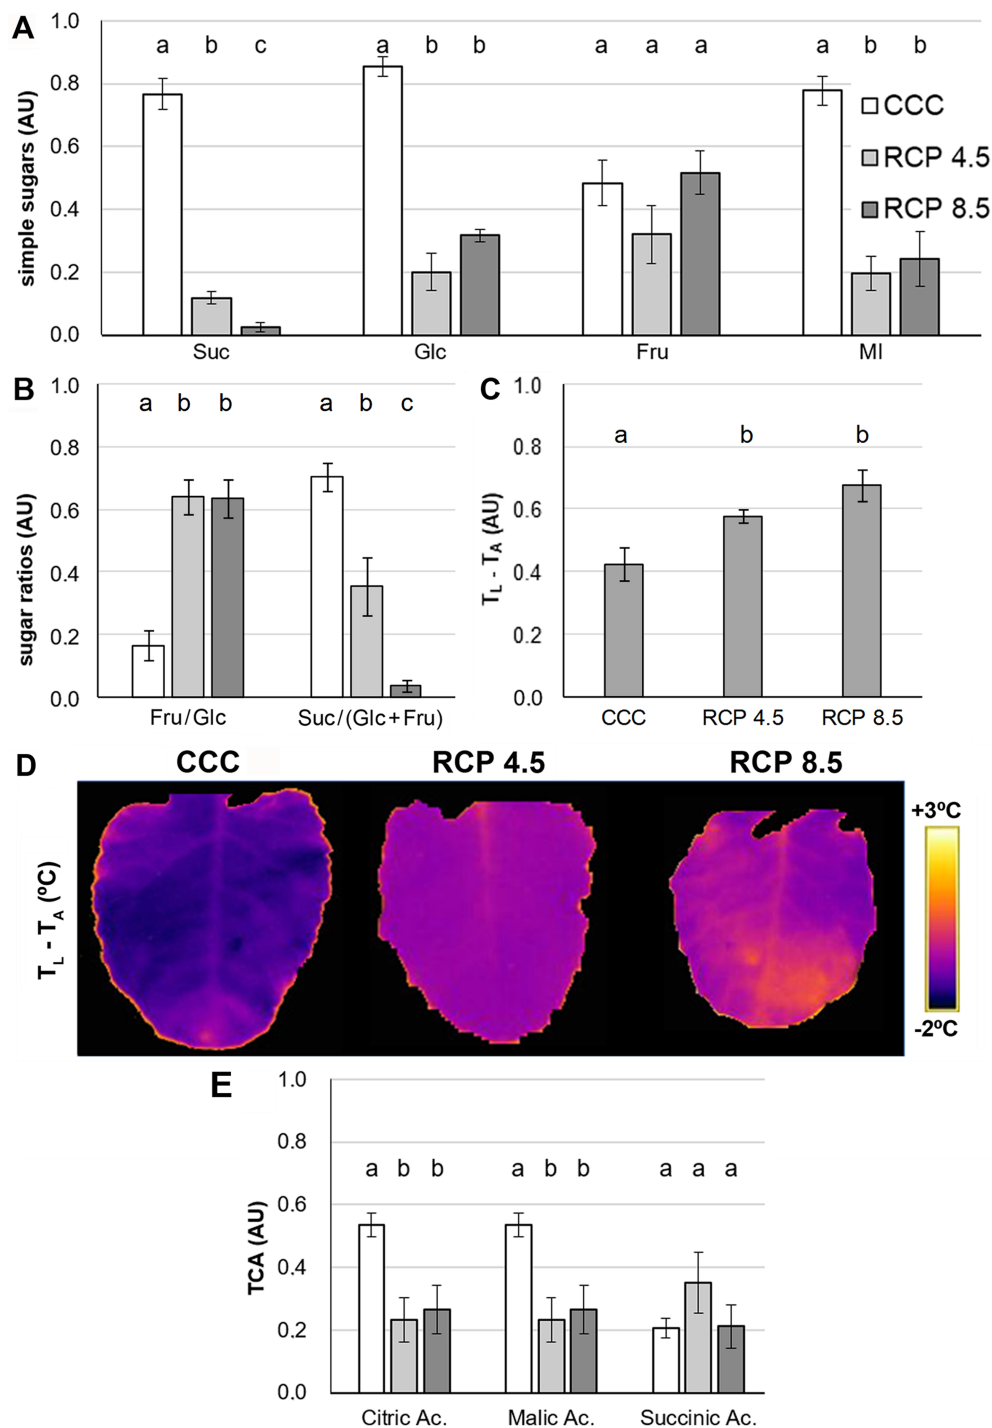 A
simple sugars (AU)
1.0
0.8
0.6
0.4
0.2
0.0
a b c
a b b
a a a
a b b
CCC
RCP 4.5
RCP 8.5
Suc Glc Fru MI
B
sugar ratios (AU)
1.0
0.8
0.6
0.4
0.2
0.0
a b b a b c
Fru/Glc Suc/(Glc+Fru)
C
TL - TA (AU)
1.0
0.8
0.6
0.4
0.2
0.0
a b b
CCC RCP 4.5 RCP 8.5
D
CCC RCP 4.5 RCP 8.5
TL - TA (ºC)
+3ºC
-2ºC
E
TCA (AU)
1.0
0.8
0.6
0.4
0.2
0.0
a b b a b b a a a
Citric Ac. Malic Ac. Succinic Ac.